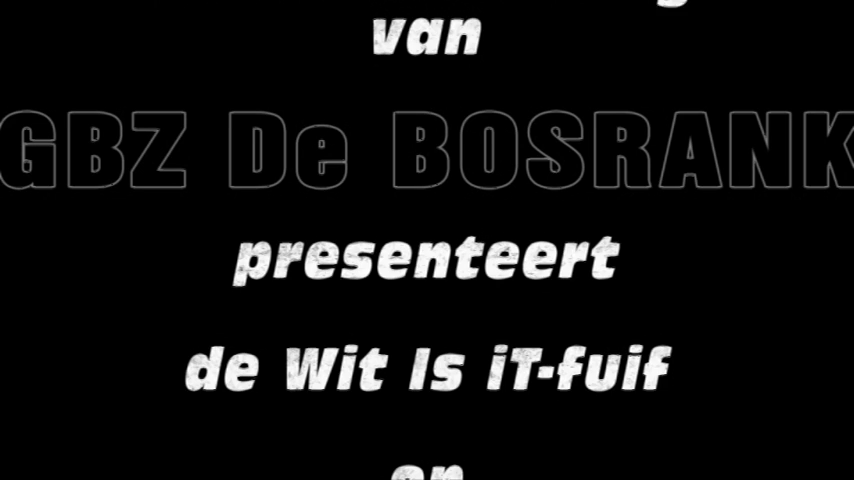 van
GBZ De BOSRANK
presenteert
de Wit Is iT-fuif